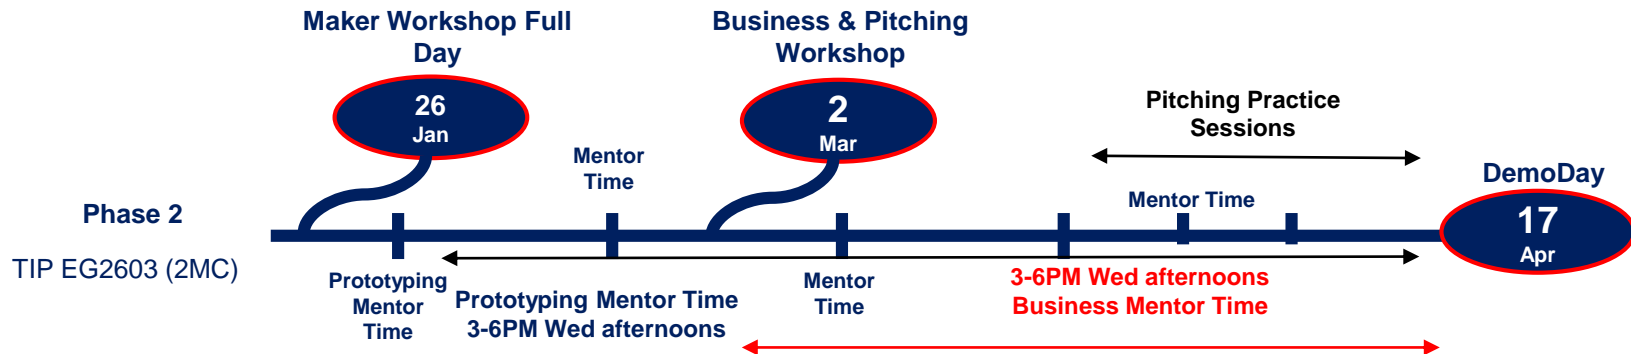 Maker Workshop Full
Day
26
Jan
Business & Pitching
Workshop
2
Mar
Pitching Practice
Sessions
Mentor
Time
Mentor Time
DemoDay
17
Apr
Phase 2
TIP EG2603 (2MC)
Prototyping
Mentor
Time
Prototyping Mentor Time
3-6PM Wed afternoons
Mentor
Time
3-6PM Wed afternoons
Business Mentor Time